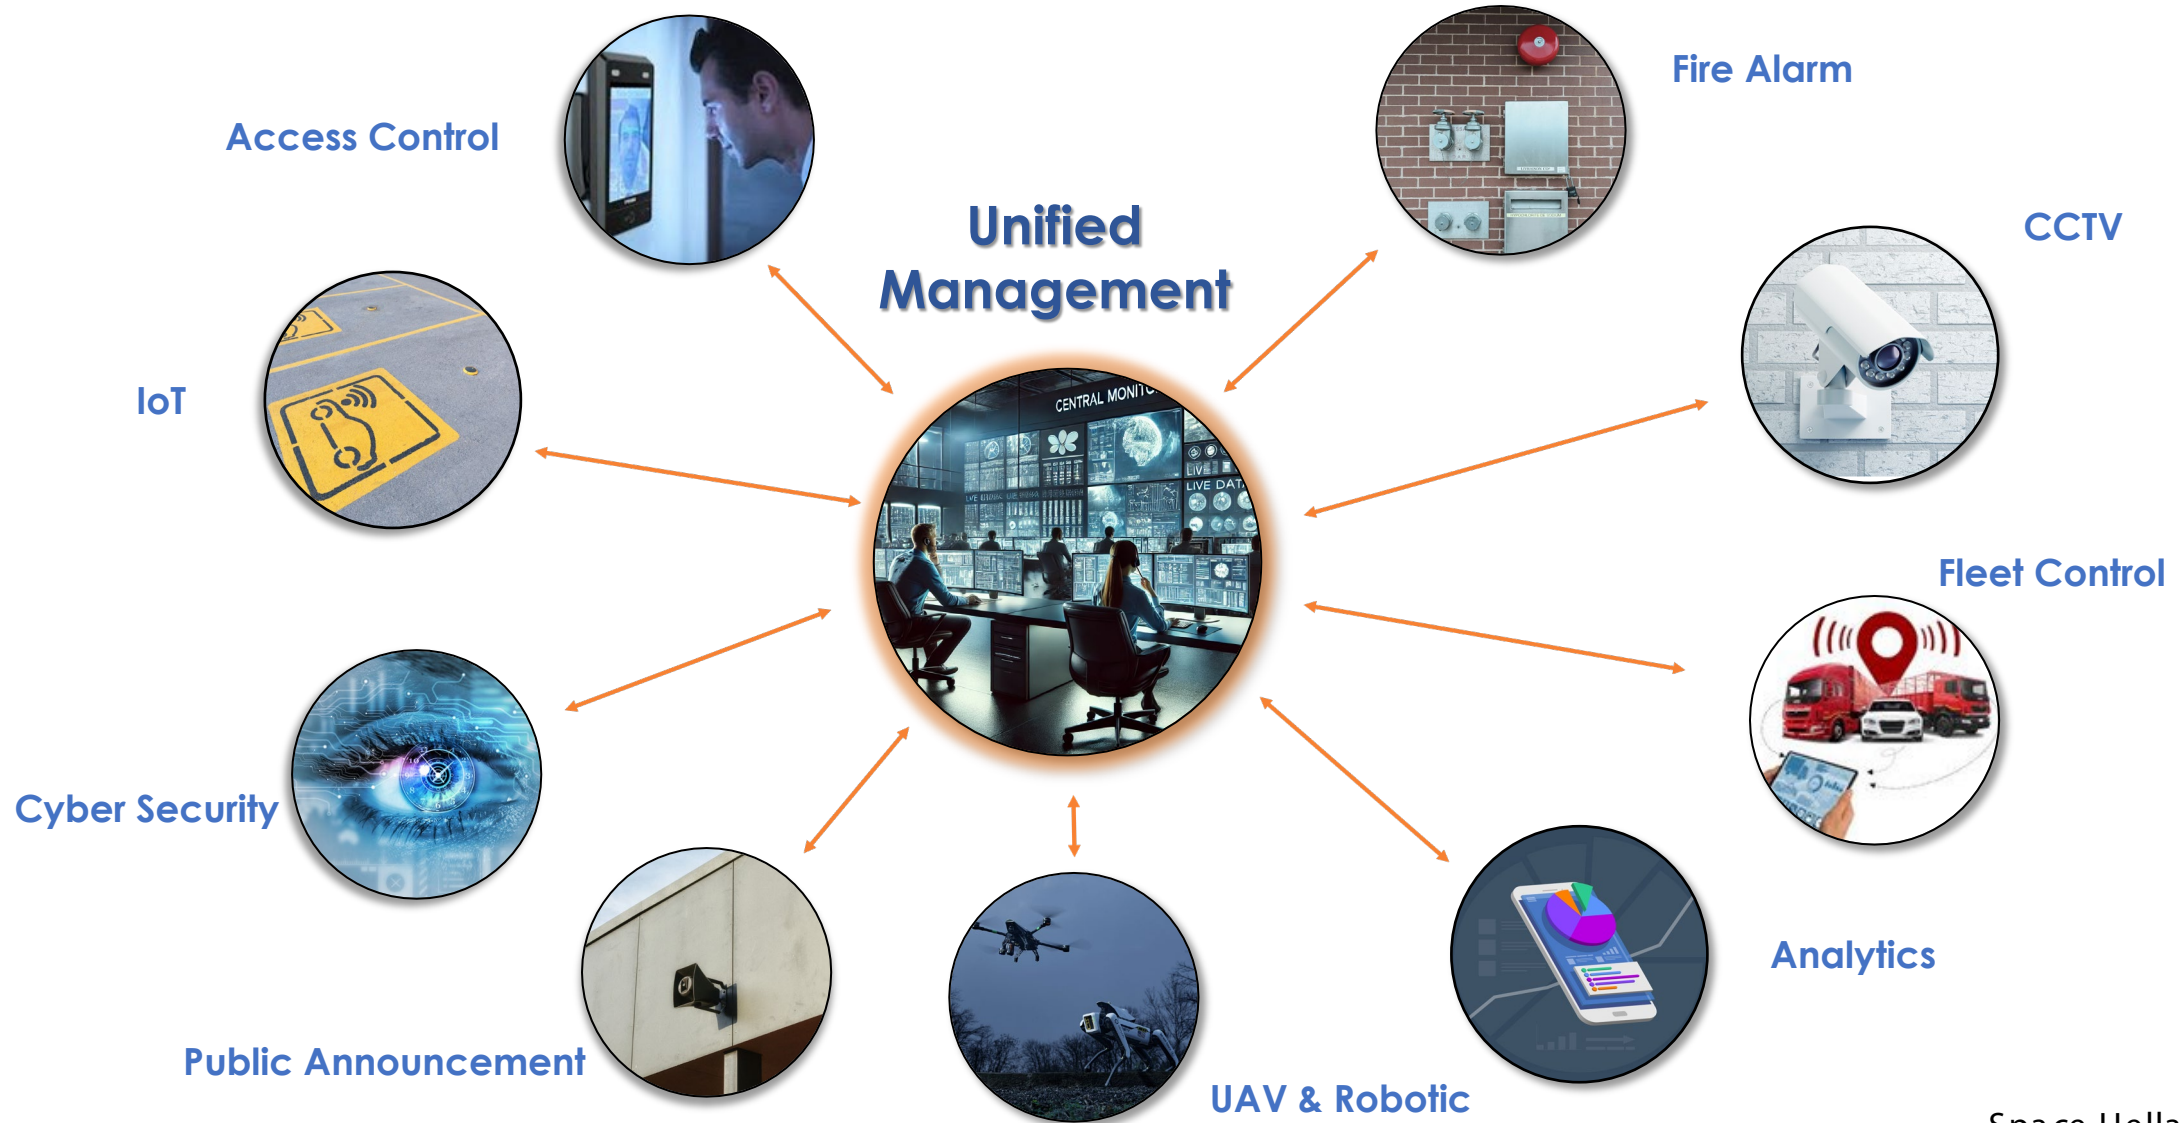 Fire Alarm
Access Control
Unified
Management
CCTV
CENTRAL
LIVE DATA
IoT
Fleet Control
Cyber Security
Analytics
Public Announcement
UAV & Robotic